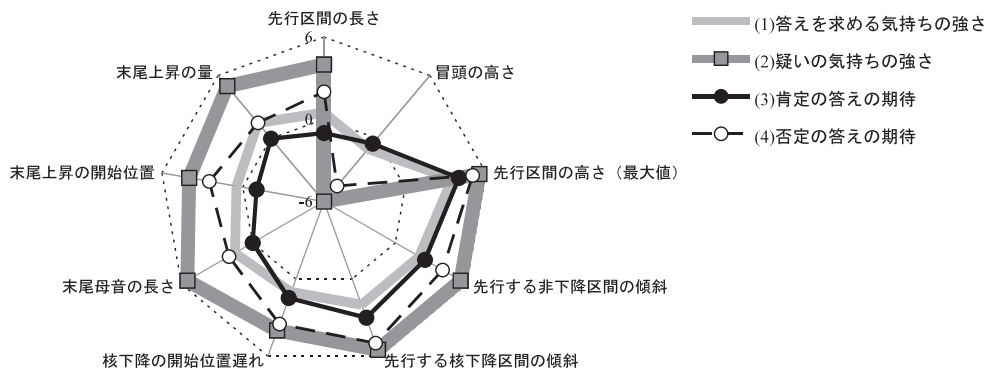 先行区間の長さ
6
冒頭の高さ
末尾上昇の量
0
末尾上昇の開始位置
先行区間の高さ（最大値）
-6
末尾母音の長さ
先行する非下降区間の傾斜
核下降の開始位置遅れ
先行する核下降区間の傾斜
(1)答えを求める気持ちの強さ
(2)疑いの気持ちの強さ
(3)肯定の答えの期待
(4)否定の答えの期待